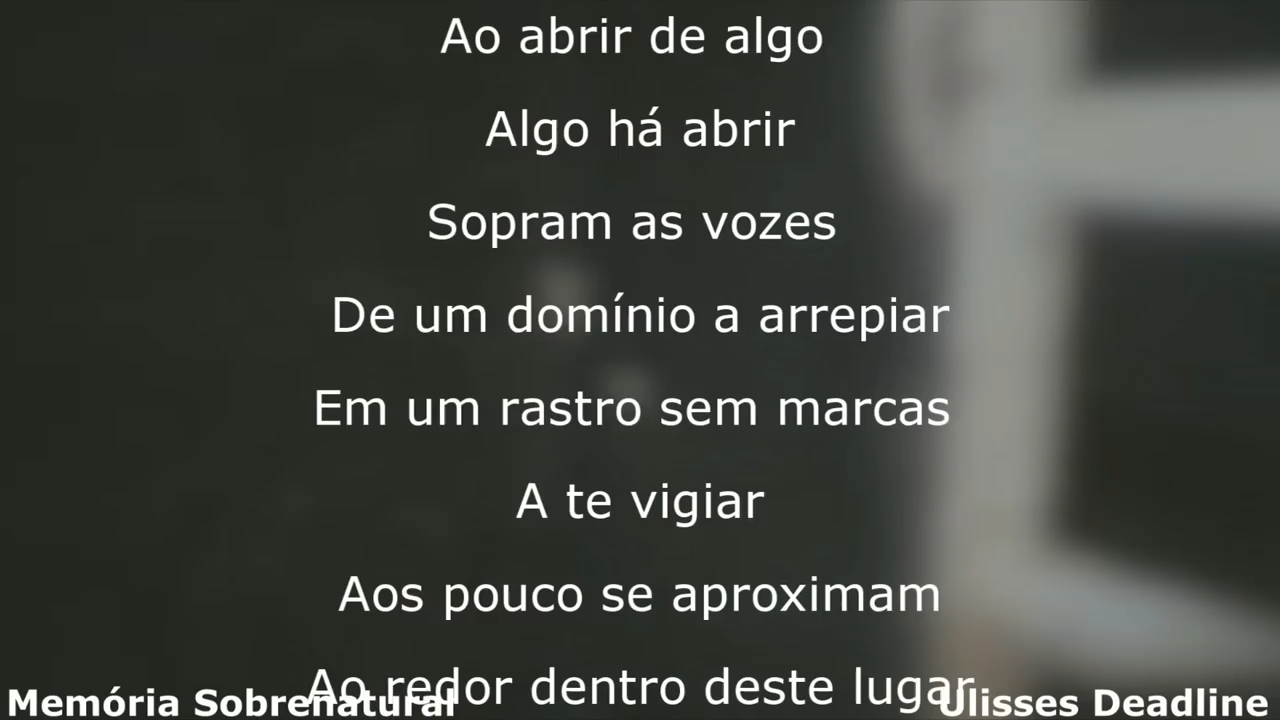 Ao abrir de algo
Algo há abrir
Sopram as vozes
De um domínio a arrepiar
Em um rastro sem marcas
A te vigiar
Aos pouco se aproximam
Ao redor dentro deste lugar
Memória Sobrenatural
Ulisses Deadline